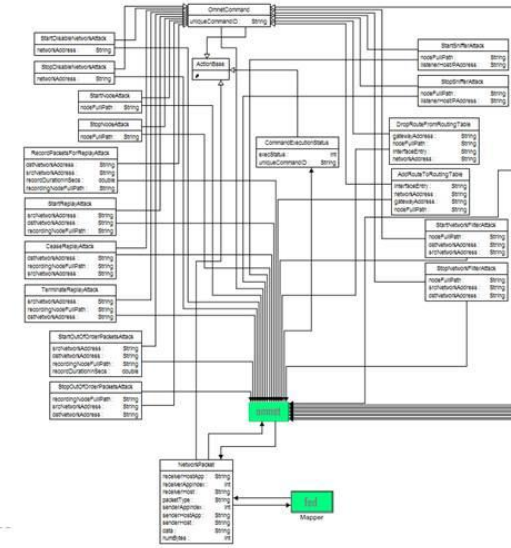 OmnetCommand
uniqueCommandID : String
ActionBase
StartDisableNetworkAttack
networkAddress : String
StopDisableNetworkAttack
networkAddress : String
StartNodeAttack
nodeFullPath : String
StopNodeAttack
nodeFullPath : String
RecordPacketsForReplayAttack
dstNetworkAddress : String
srcNetworkAddress : String
recordDurationInSecs : double
recordingNodeFullPath : String
StartReplayAttack
srcNetworkAddress : String
dstNetworkAddress : String
recordingNodeFullPath : String
CeaseReplayAttack
dstNetworkAddress : String
recordingNodeFullPath : String
srcNetworkAddress : String
TerminateReplayAttack
srcNetworkAddress : String
recordingNodeFullPath : String
dstNetworkAddress : String
StartOutOfOrderPacketsAttack
srcNetworkAddress : String
dstNetworkAddress : String
recordingNodeFullPath : String
recordDurationInSecs : double
StopOutOfOrderPacketsAttack
recordingNodeFullPath : String
srcNetworkAddress : String
dstNetworkAddress : String
CommandExecutionStatus
execStatus : int
uniqueCommandID : String
StartSnifferAttack
nodeFullPath : String
listenerHostIPAddress : String
StopSnifferAttack
nodeFullPath : String
listenerHostIPAddress : String
DropRouteFromRoutingTable
gatewayAddress : String
nodeFullPath : String
interfaceEntry : String
networkAddress : String
AddRouteToRoutingTable
interfaceEntry : String
networkAddress : String
gatewayAddress : String
nodeFullPath : String
StartNetworkFilterAttack
nodeFullPath : String
dstNetworkAddress : String
srcNetworkAddress : String
StopNetworkFilterAttack
nodeFullPath : String
srcNetworkAddress : String
dstNetworkAddress : String
omnet
NetworkPacket
receiverHostApp : String
receiverAppIndex : int
receiverHost : String
packetType : String
senderAppIndex : int
senderHostApp : String
senderHost : String
data : String
numBytes : int
fed
Mapper